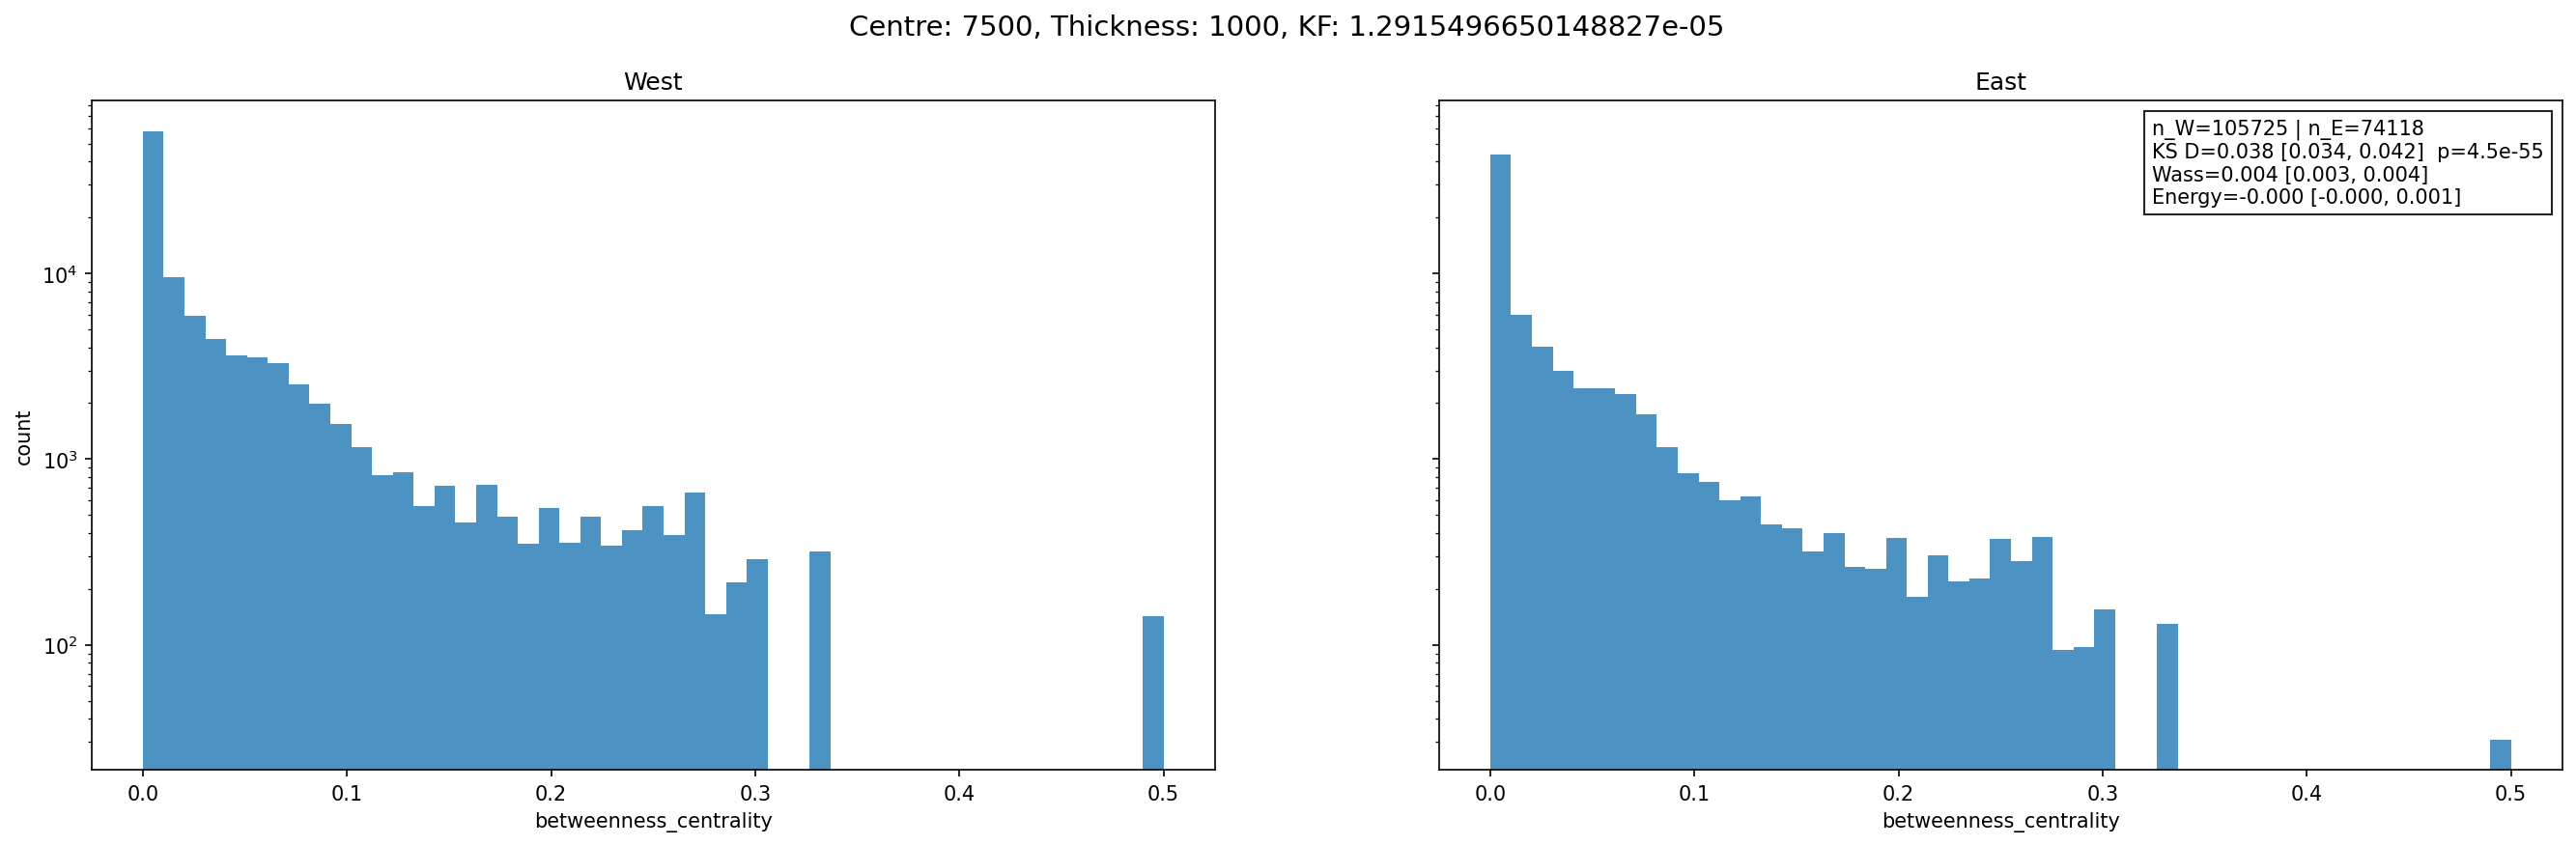 Centre: 7500, Thickness: 1000, KF: 1.2915496650148827e-05
West
count
10⁴
10³
10²
0.0 0.1 0.2 0.3 0.4 0.5
betweenness_centrality
East
n_W=105725 | n_E=74118
KS D=0.038 [0.034, 0.042]  p=4.5e-55
Wass=0.004 [0.003, 0.004]
Energy=-0.000 [-0.000, 0.001]
0.0 0.1 0.2 0.3 0.4 0.5
betweenness_centrality